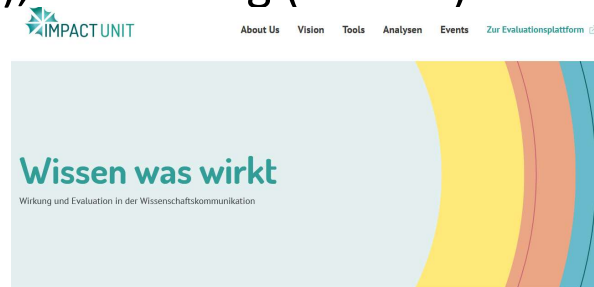 IMPACT UNIT
About Us Vision Tools Analysen Events Zur Evaluationsplattform
Wissen was wirkt
Wirkung und Evaluation in der Wissenschaftskommunikation